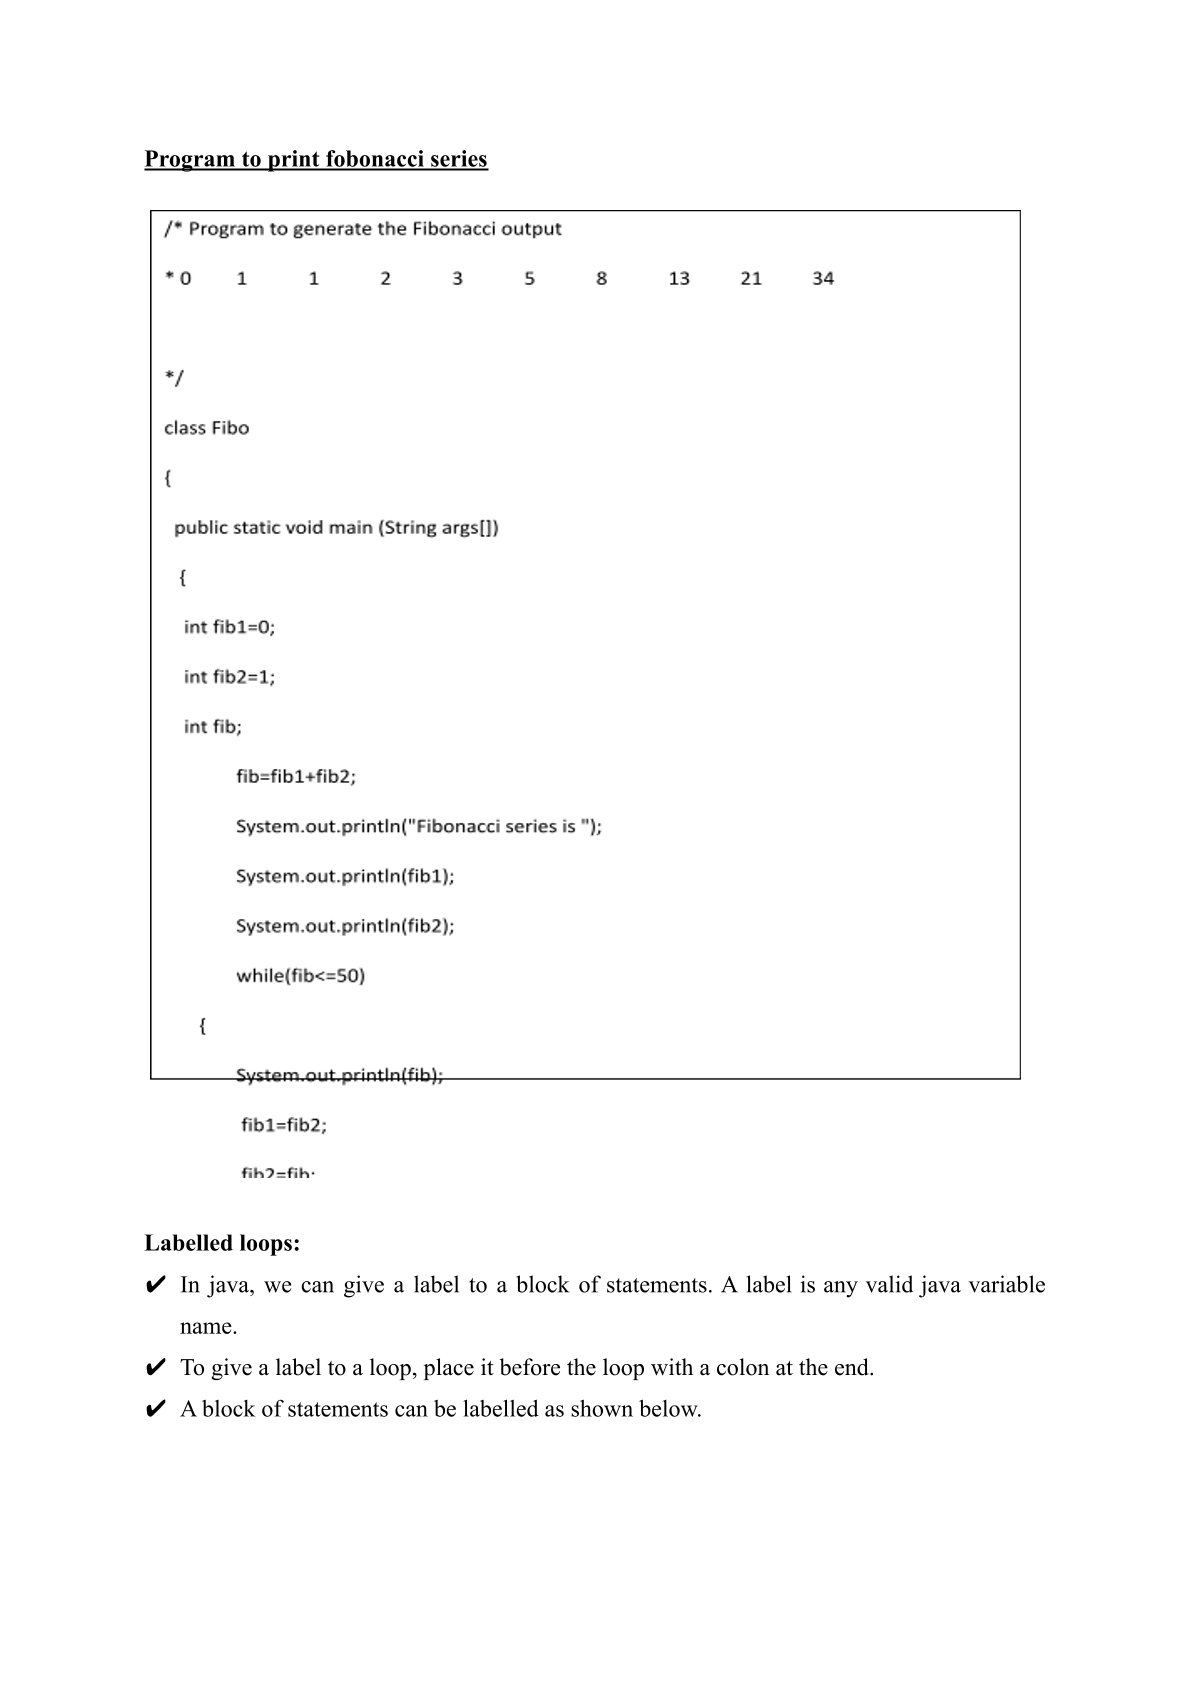 Program to print fobonacci series
/* Program to generate the Fibonacci output
* 0 1 1 2 3 5 8 13 21 34
*/
class Fibo
{
public static void main (String args[])
{
int fib1=0;
int fib2=1;
int fib;
fib=fib1+fib2;
System.out.println("Fibonacci series is ");
System.out.println(fib1);
System.out.println(fib2);
while(fib<=50)
{
System.out.println(fib);
fib1=fib2;
fib2=fib;
Labelled loops:
✔ In java, we can give a label to a block of statements. A label is any valid java variable
name.
✔ To give a label to a loop, place it before the loop with a colon at the end.
✔ A block of statements can be labelled as shown below.